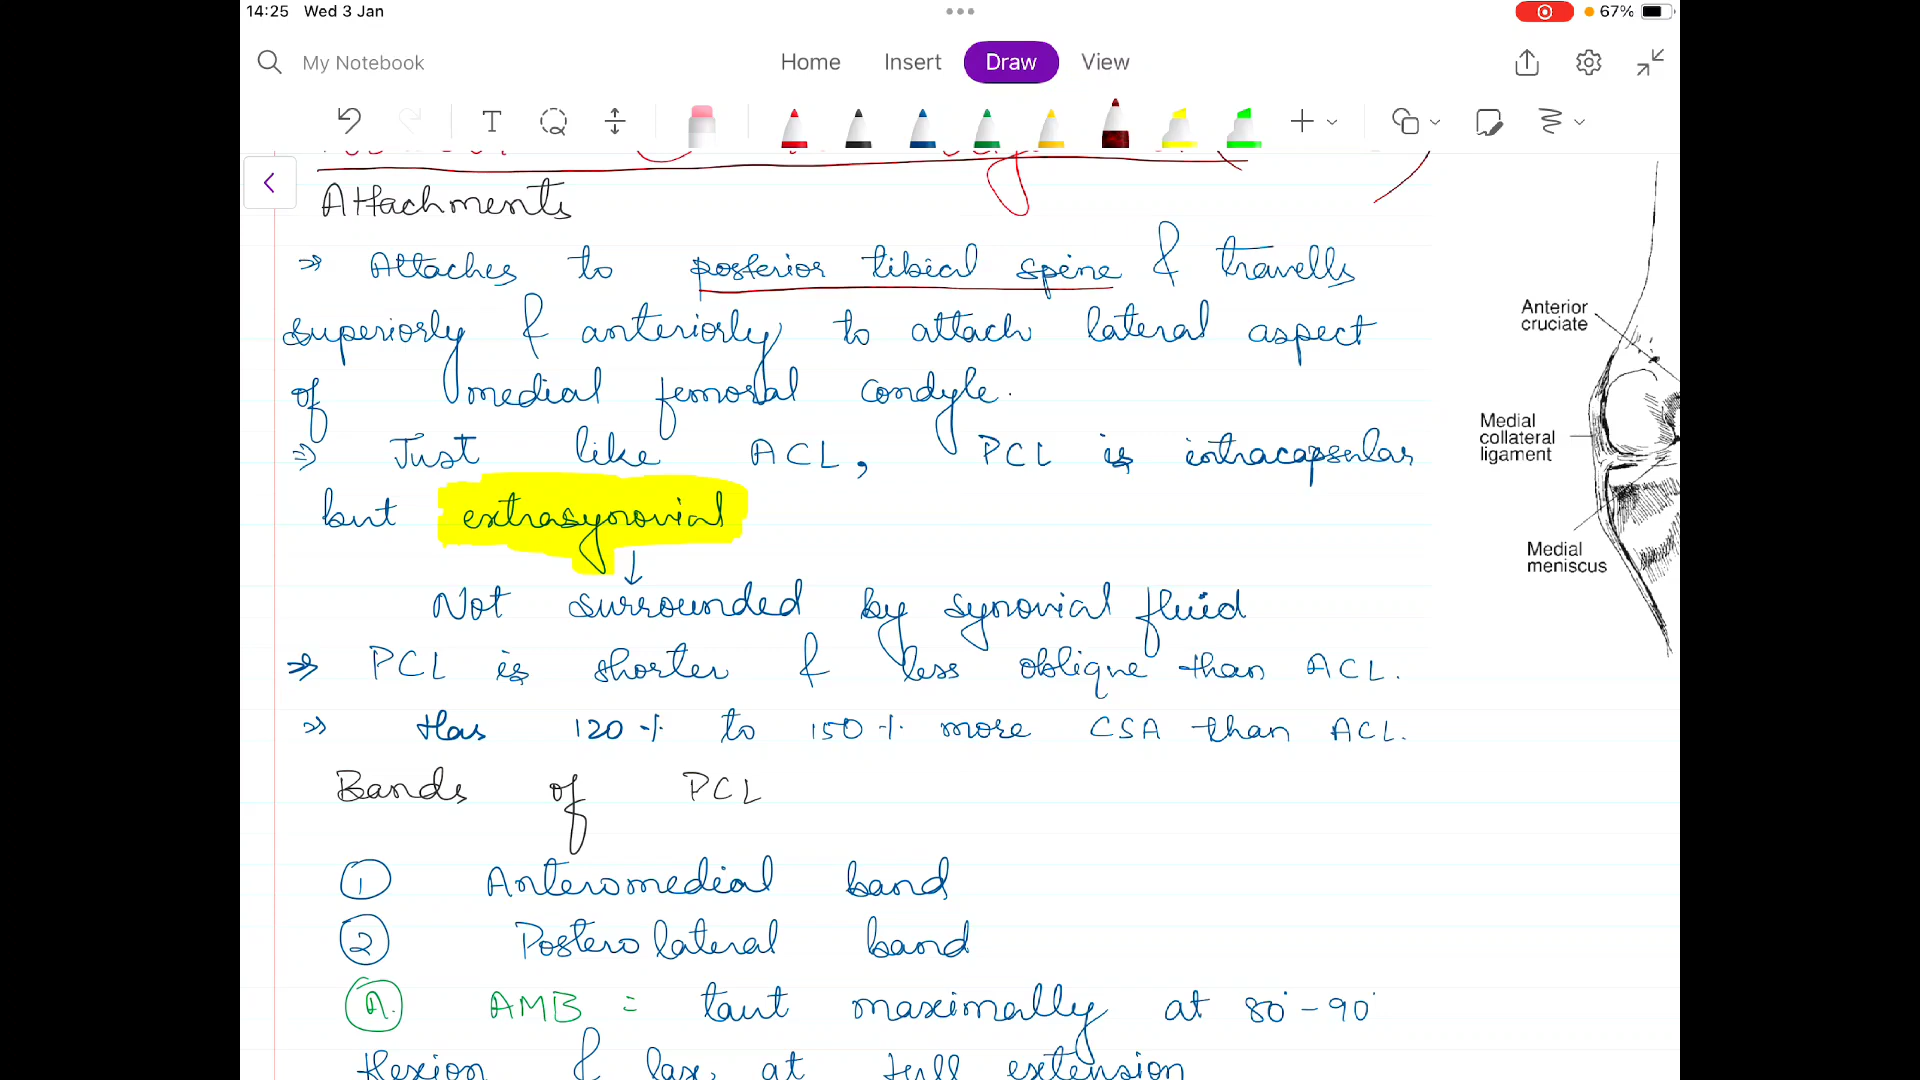 14:25 Wed 3 Jan
67%
My Notebook
Home Insert Draw View
Attachments
⇒ Attaches to posterior tibial spine & travells
superiorly & anteriorly to attach lateral aspect
of medial femoral condyle.
⇒ Just like ACL, PCL is intracapsular
but extrasynovial
↓
Not surrounded by synovial fluid
⇒ PCL is shorter & less oblique than ACL.
⇒ Has 120% to 150% more CSA than ACL.
Bands of PCL
① Anteromedial band
② Posterolateral band
A. AMB = taut maximally at 80° - 90°
flexion & lax at full extension
Anterior
cruciate
Medial
collateral
ligament
Medial
meniscus